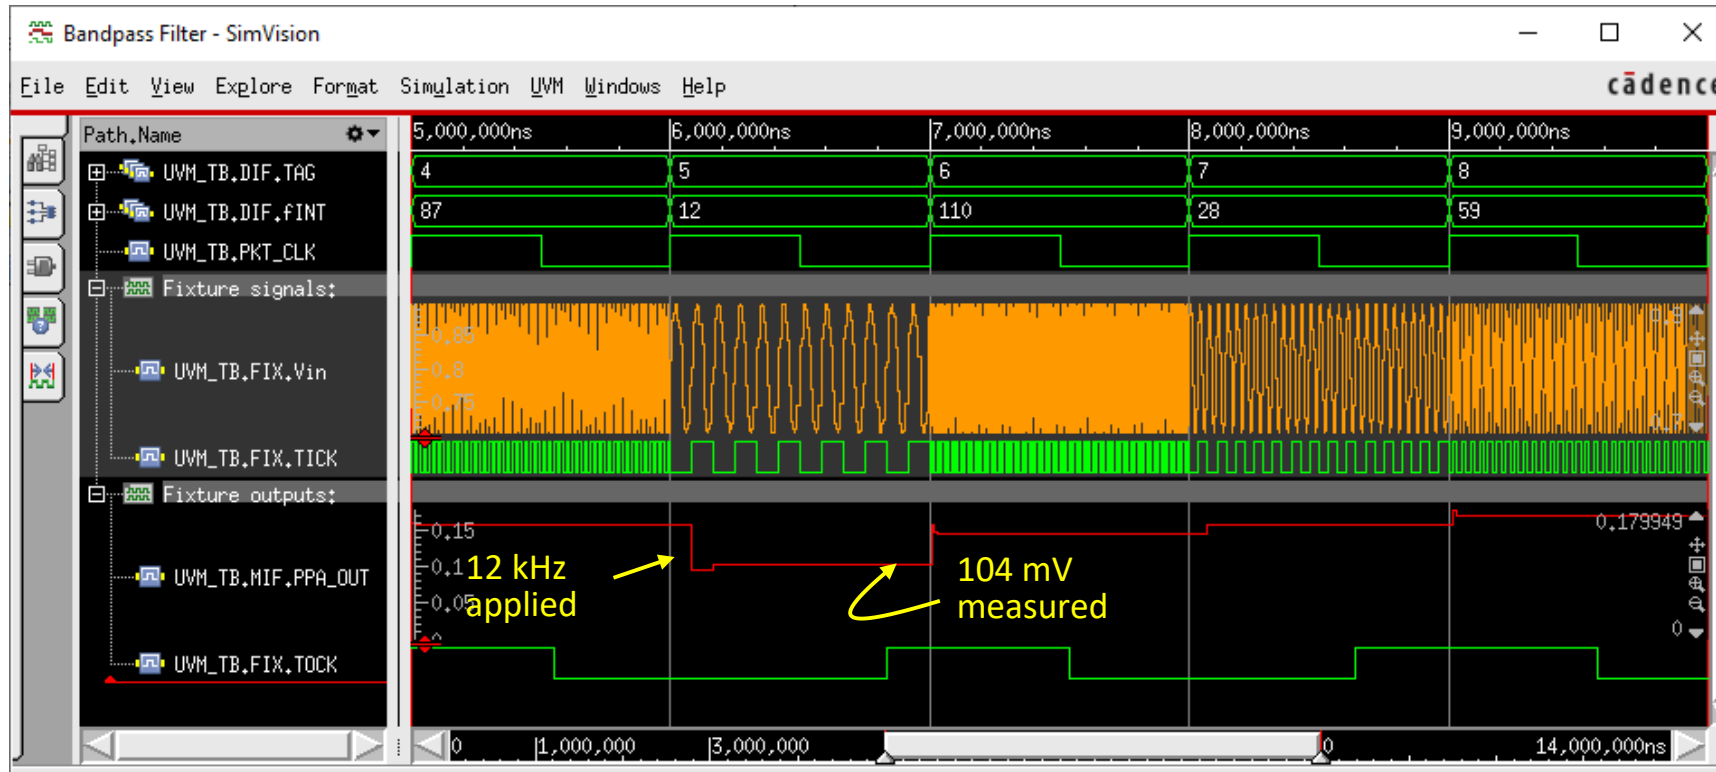 Bandpass Filter - SimVision
File Edit View Explore Format Simulation UVM Windows Help
cādence
Path.Name
5,000,000ns |6,000,000ns |7,000,000ns |8,000,000ns |9,000,000ns
UVM_TB.DIF.TAG
4 5 6 7 8
UVM_TB.DIF.fINT
87 12 110 28 59
UVM_TB.PKT_CLK
Fixture signals:
0.85
0.8
0.75
UVM_TB.FIX.Vin
UVM_TB.FIX.TICK
Fixture outputs:
0.15
0.179949
0.1
12 kHz
applied
104 mV
measured
UVM_TB.MIF.PPA_OUT
0.05
0
UVM_TB.FIX.TOCK
0 |1,000,000 |3,000,000 0 14,000,000ns